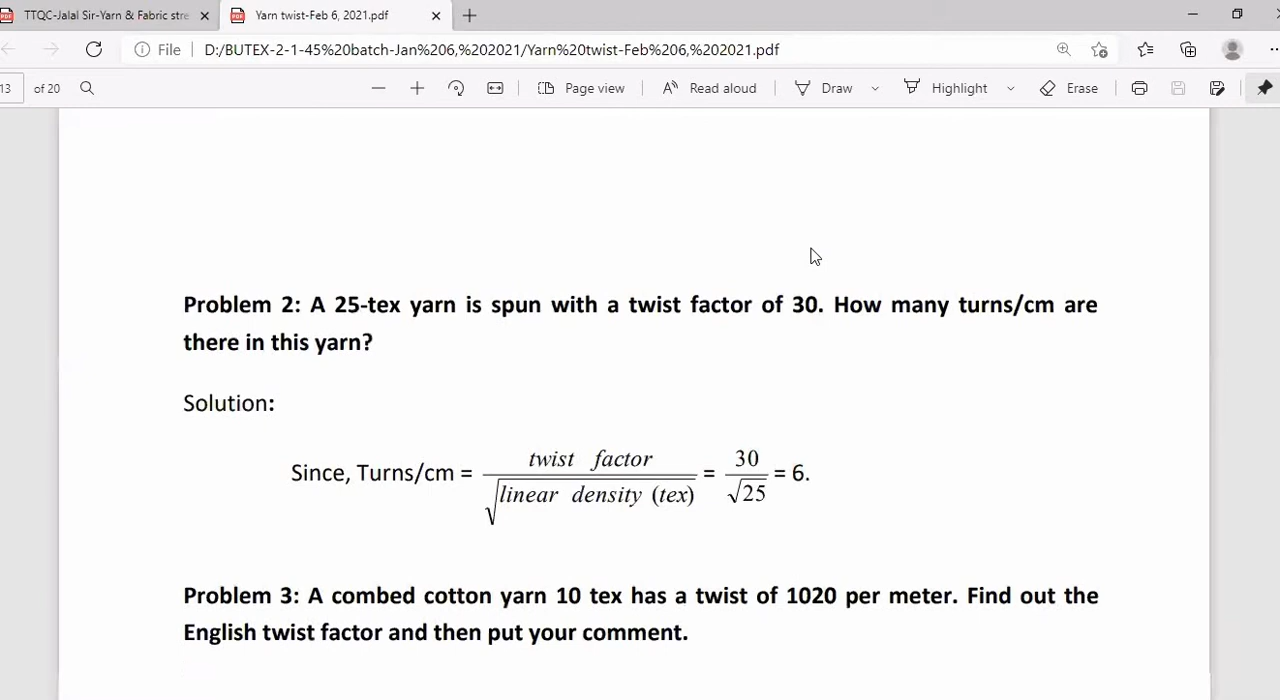 TTQC-Jalal Sir-Yarn & Fabric stre
Yarn twist-Feb 6, 2021.pdf
File
D:/BUTEX-2-1-45%20batch-Jan%206,%202021/Yarn%20twist-Feb%206,%202021.pdf
13 of 20
Page view
Read aloud
Draw
Highlight
Erase
Problem 2: A 25-tex yarn is spun with a twist factor of 30. How many turns/cm are
there in this yarn?
Solution:
Since, Turns/cm = twist factor / √linear density (tex) = 30 / √25 = 6.
Problem 3: A combed cotton yarn 10 tex has a twist of 1020 per meter. Find out the
English twist factor and then put your comment.